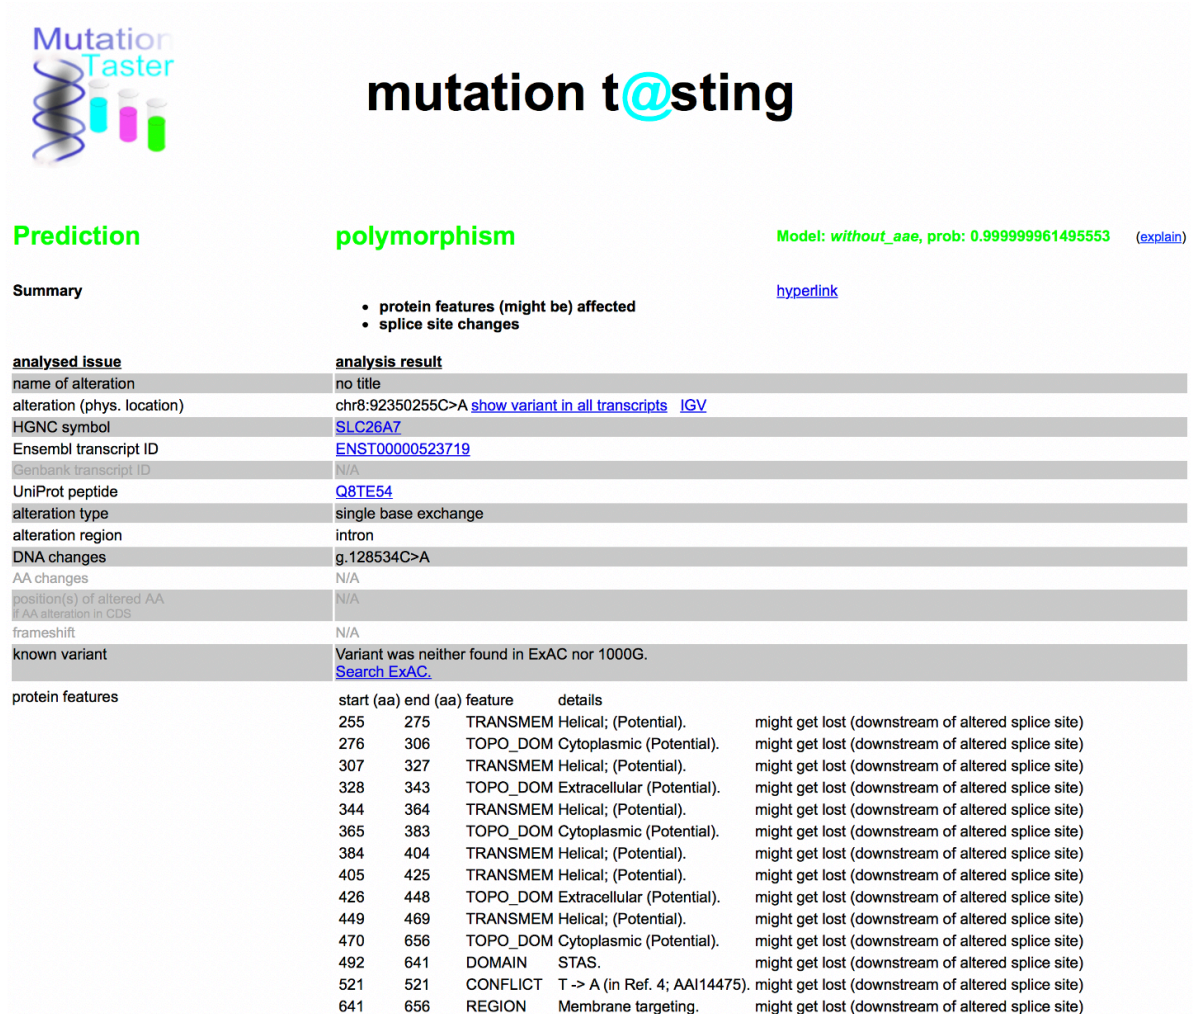 Mutation
Taster
mutation t@sting
Prediction polymorphism Model: without_aae, prob: 0.999999961495553 (explain)
Summary hyperlink
• protein features (might be) affected
• splice site changes
analysed issue analysis result
name of alteration no title
alteration (phys. location) chr8:92350255C>A show variant in all transcripts IGV
HGNC symbol SLC26A7
Ensembl transcript ID ENST00000523719
Genbank transcript ID N/A
UniProt peptide Q8TE54
alteration type single base exchange
alteration region intron
DNA changes g.128534C>A
AA changes N/A
position(s) of altered AA N/A
if AA alteration in CDS
frameshift N/A
known variant Variant was neither found in ExAC nor 1000G.
Search ExAC.
protein features
start (aa) end (aa) feature details
255 275 TRANSMEM Helical; (Potential). might get lost (downstream of altered splice site)
276 306 TOPO_DOM Cytoplasmic (Potential). might get lost (downstream of altered splice site)
307 327 TRANSMEM Helical; (Potential). might get lost (downstream of altered splice site)
328 343 TOPO_DOM Extracellular (Potential). might get lost (downstream of altered splice site)
344 364 TRANSMEM Helical; (Potential). might get lost (downstream of altered splice site)
365 383 TOPO_DOM Cytoplasmic (Potential). might get lost (downstream of altered splice site)
384 404 TRANSMEM Helical; (Potential). might get lost (downstream of altered splice site)
405 425 TRANSMEM Helical; (Potential). might get lost (downstream of altered splice site)
426 448 TOPO_DOM Extracellular (Potential). might get lost (downstream of altered splice site)
449 469 TRANSMEM Helical; (Potential). might get lost (downstream of altered splice site)
470 656 TOPO_DOM Cytoplasmic (Potential). might get lost (downstream of altered splice site)
492 641 DOMAIN STAS. might get lost (downstream of altered splice site)
521 521 CONFLICT T -> A (in Ref. 4; AAI14475). might get lost (downstream of altered splice site)
641 656 REGION Membrane targeting. might get lost (downstream of altered splice site)